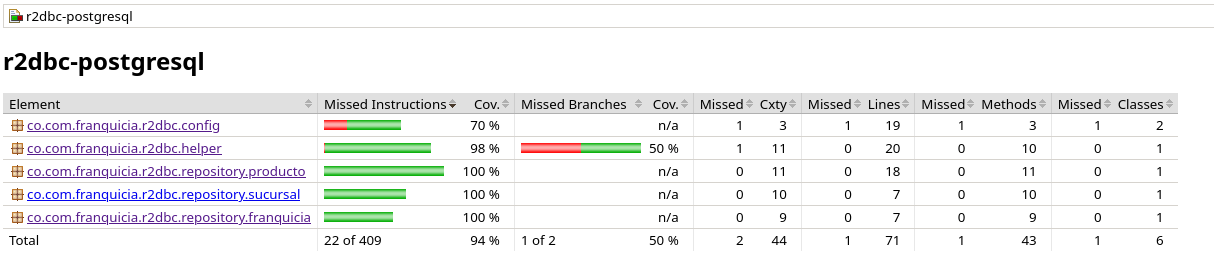 r2dbc-postgresql
r2dbc-postgresql
Element Missed Instructions Cov. Missed Branches Cov. Missed Cxty Missed Lines Missed Methods Missed Classes
co.com.franquicia.r2dbc.config 70 % n/a 1 3 1 19 1 3 1 2
co.com.franquicia.r2dbc.helper 98 % 50 % 1 11 0 20 0 10 0 1
co.com.franquicia.r2dbc.repository.producto 100 % n/a 0 11 0 18 0 11 0 1
co.com.franquicia.r2dbc.repository.sucursal 100 % n/a 0 10 0 7 0 10 0 1
co.com.franquicia.r2dbc.repository.franquicia 100 % n/a 0 9 0 7 0 9 0 1
Total 22 of 409 94 % 1 of 2 50 % 2 44 1 71 1 43 1 6